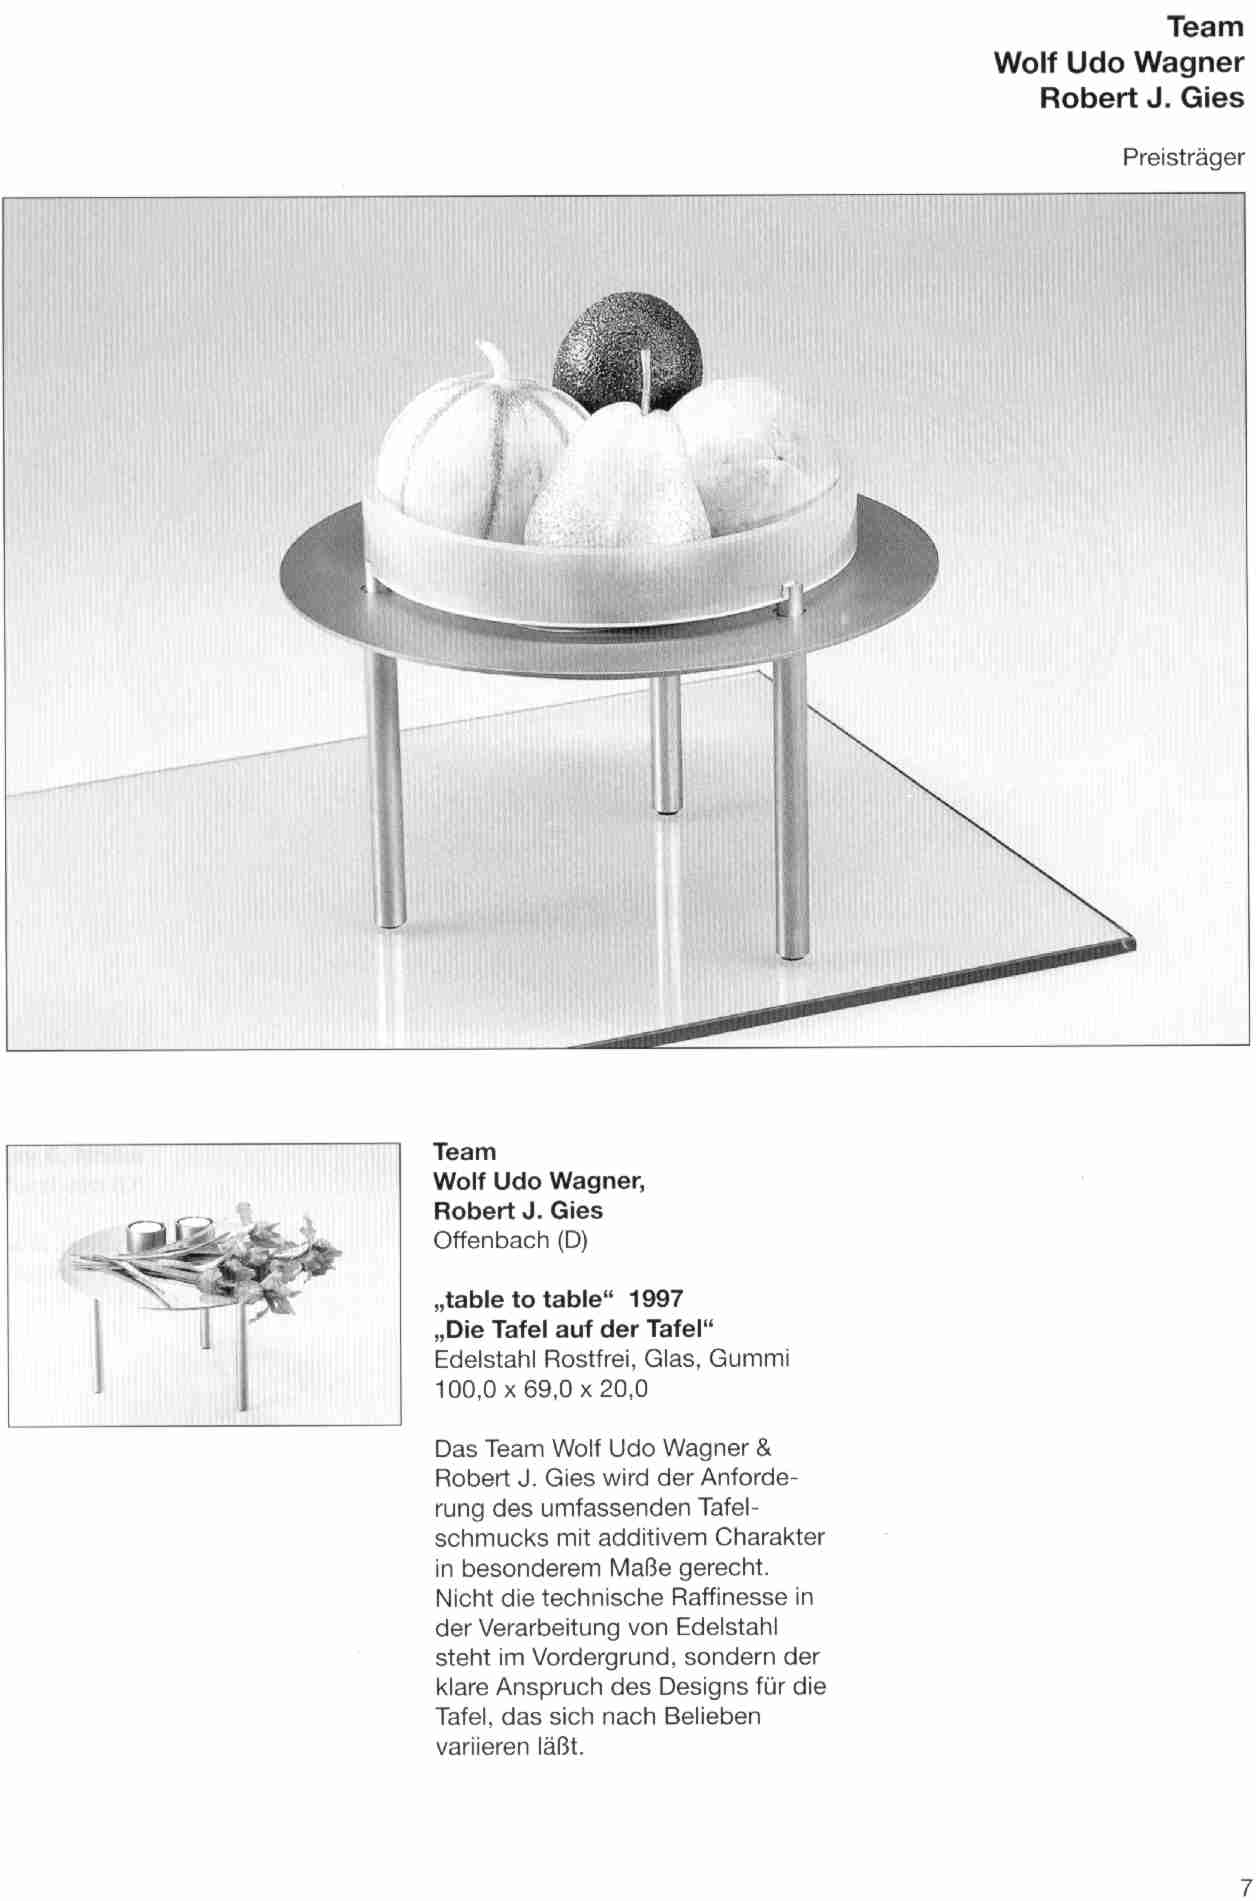 Team
Wolf Udo Wagner
Robert J. Gies
Preisträger
Team
Wolf Udo Wagner,
Robert J. Gies
Offenbach (D)
„table to table“ 1997
„Die Tafel auf der Tafel“
Edelstahl Rostfrei, Glas, Gummi
100,0 x 69,0 x 20,0
Das Team Wolf Udo Wagner &
Robert J. Gies wird der Anforde-
rung des umfassenden Tafel-
schmucks mit additivem Charakter
in besonderem Maße gerecht.
Nicht die technische Raffinesse in
der Verarbeitung von Edelstahl
steht im Vordergrund, sondern der
klare Anspruch des Designs für die
Tafel, das sich nach Belieben
variieren läßt.
7